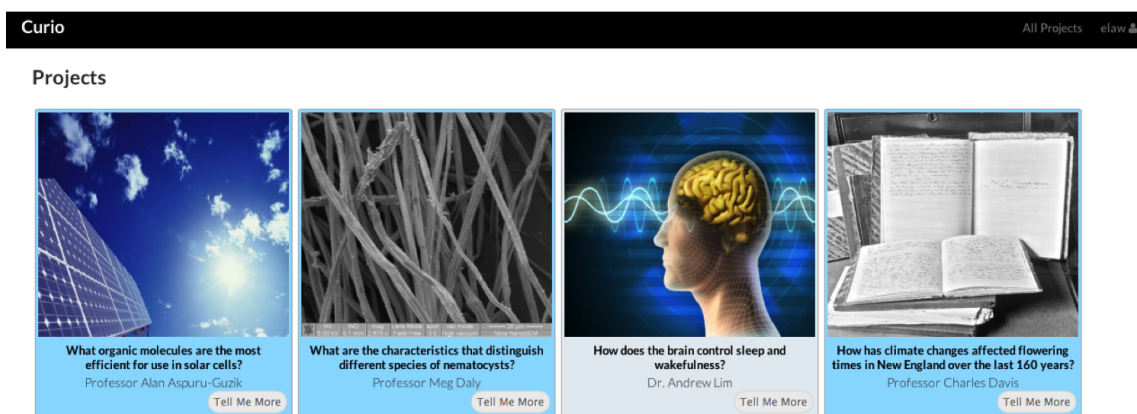 Curio
All Projects elaw
Projects
What organic molecules are the most
efficient for use in solar cells?
Professor Alan Aspuru-Guzik
Tell Me More
What are the characteristics that distinguish
different species of nematocysts?
Professor Meg Daly
Tell Me More
How does the brain control sleep and
wakefulness?
Dr. Andrew Lim
Tell Me More
How has climate changes affected flowering
times in New England over the last 160 years?
Professor Charles Davis
Tell Me More